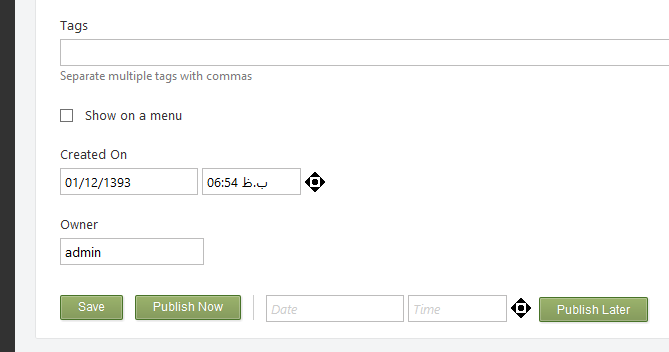 Tags
Separate multiple tags with commas
Show on a menu
Created On
01/12/1393 06:54 ب.ظ
Owner
admin
Save Publish Now Date Time Publish Later